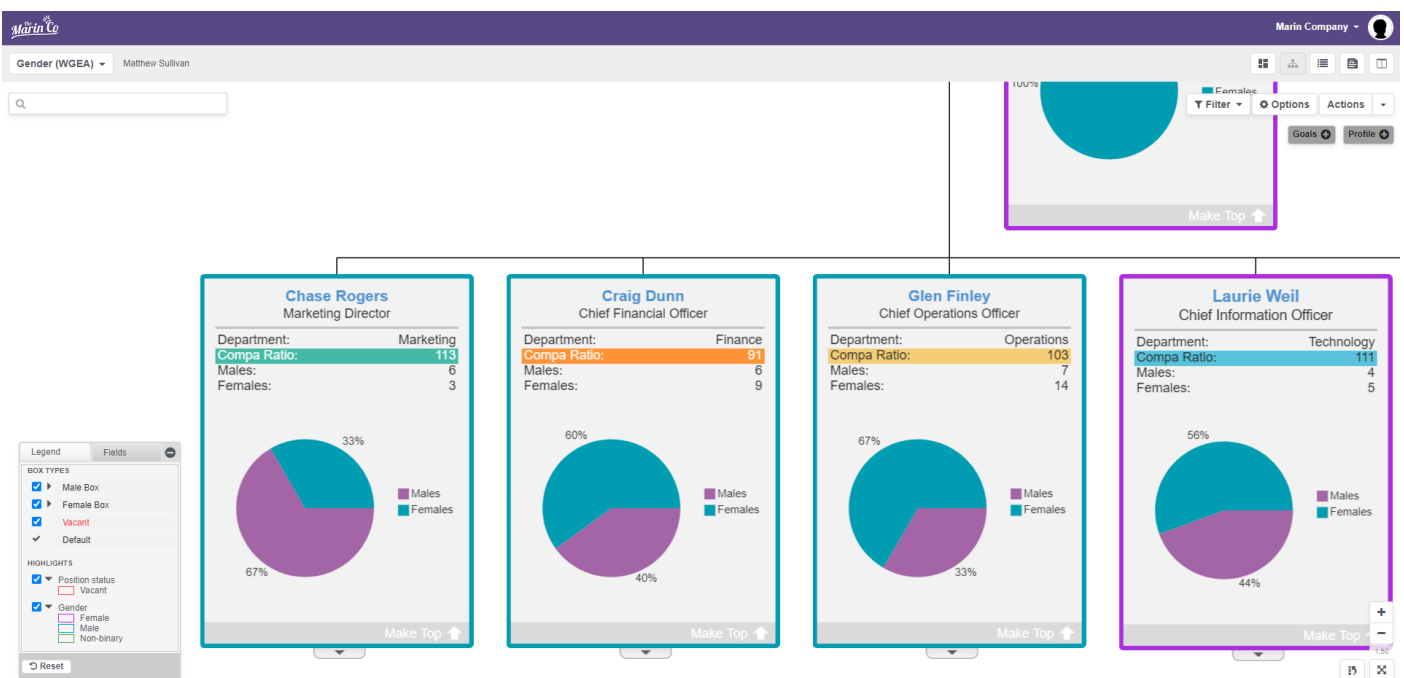 The Marin Co
Marin Company
Gender (WGEA)
Matthew Sullivan
100%
Females
Filter
Options
Actions
Goals
Profile
Make Top
Chase Rogers
Marketing Director
Department: Marketing
Compa Ratio: 113
Males: 6
Females: 3
33%
67%
Males
Females
Make Top
Craig Dunn
Chief Financial Officer
Department: Finance
Compa Ratio: 91
Males: 6
Females: 9
60%
40%
Males
Females
Make Top
Glen Finley
Chief Operations Officer
Department: Operations
Compa Ratio: 103
Males: 7
Females: 14
67%
33%
Males
Females
Make Top
Laurie Weil
Chief Information Officer
Department: Technology
Compa Ratio: 111
Males: 4
Females: 5
56%
44%
Males
Females
Make Top
Legend
Fields
BOX TYPES
Male Box
Female Box
Vacant
Default
HIGHLIGHTS
Position status
Vacant
Gender
Female
Male
Non-binary
Reset
+
−
1.50